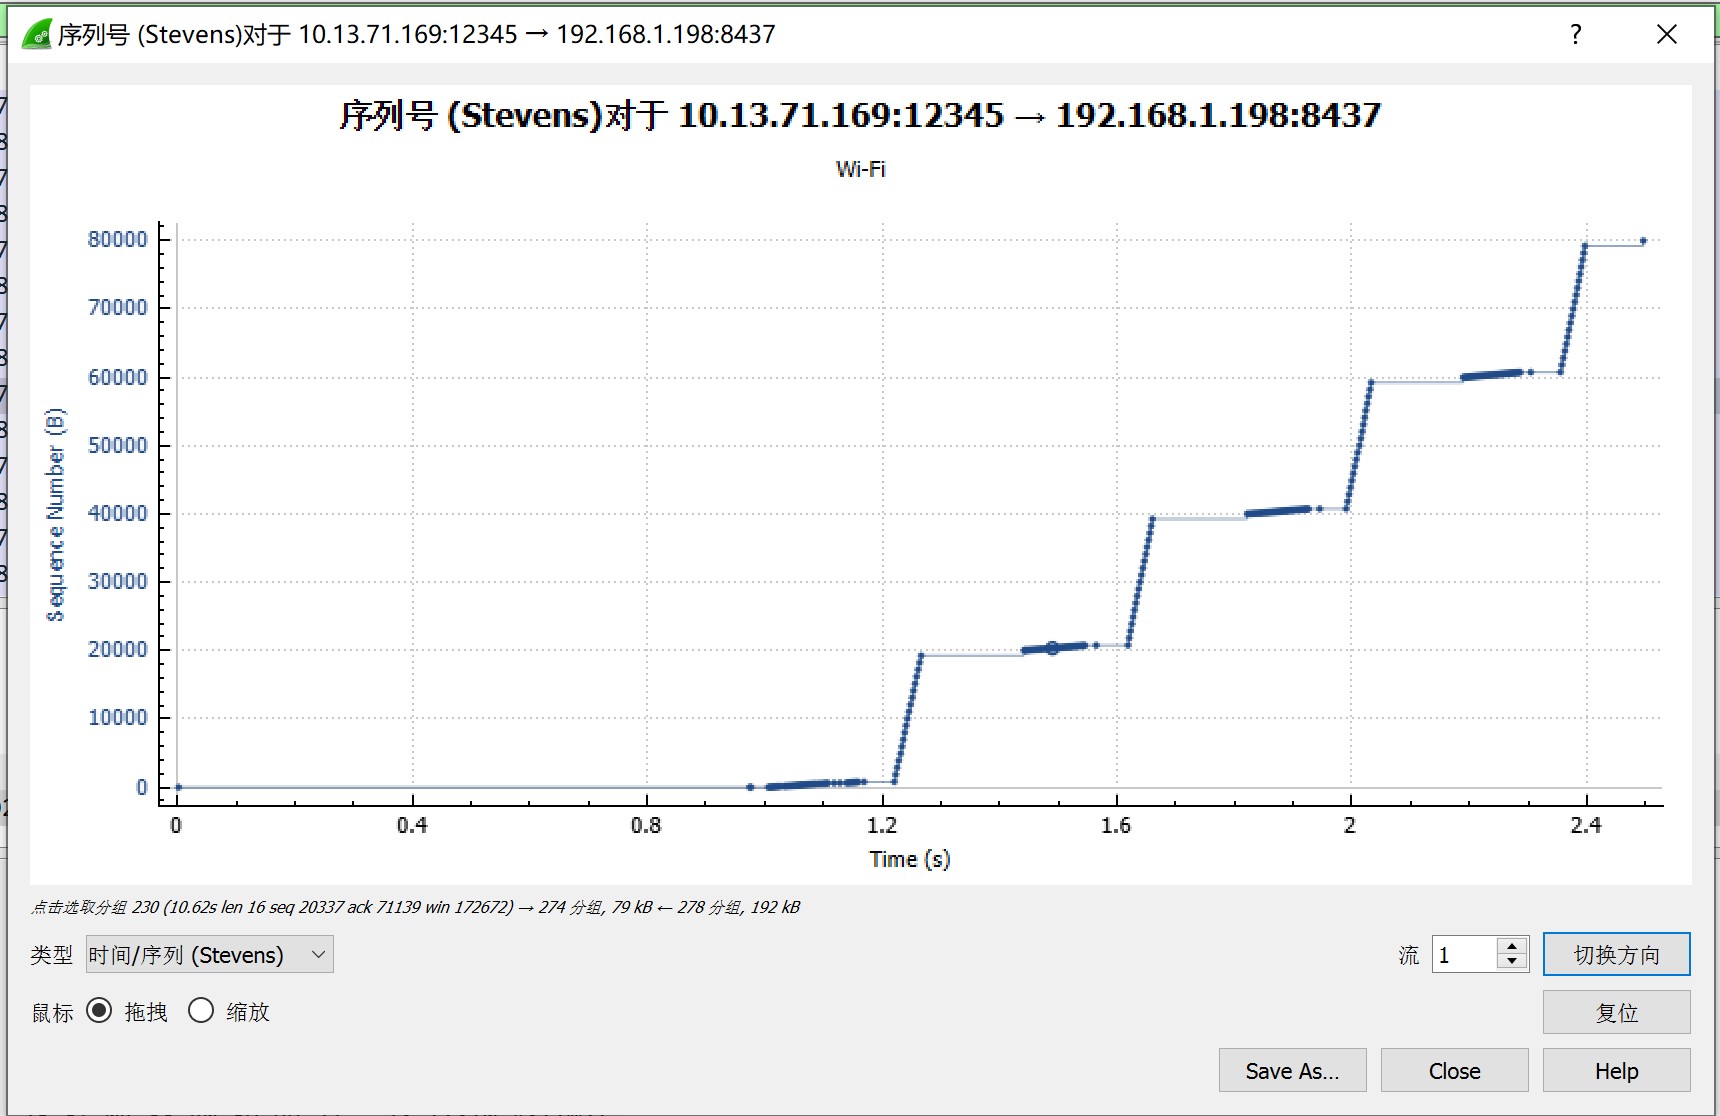 序列号 (Stevens)对于 10.13.71.169:12345 → 192.168.1.198:8437
?
序列号 (Stevens)对于 10.13.71.169:12345 → 192.168.1.198:8437
Wi-Fi
Sequence Number (B)
80000
70000
60000
50000
40000
30000
20000
10000
0
0 0.4 0.8 1.2 1.6 2 2.4
Time (s)
点击选取分组 230 (10.62s len 16 seq 20337 ack 71139 win 172672) → 274 分组, 79 kB ← 278 分组, 192 kB
类型 时间/序列 (Stevens) 流 1 切换方向
鼠标 拖拽 缩放 复位
Save As... Close Help